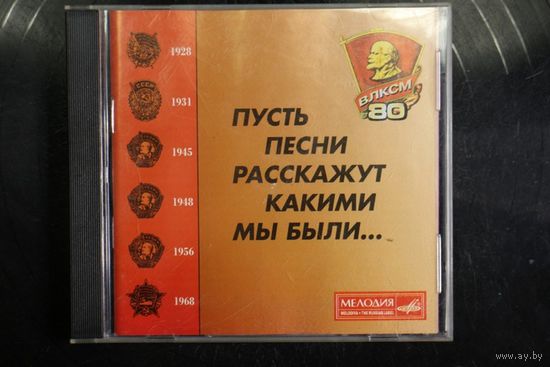 1928
1931
1945
1948
1956
1968
ВЛКСМ
80
ПУСТЬ
ПЕСНИ
РАССКАЖУТ
КАКИМИ
МЫ БЫЛИ...
МЕЛОДИЯ
MELODIYA • THE RUSSIAN LABEL
www.ay.by